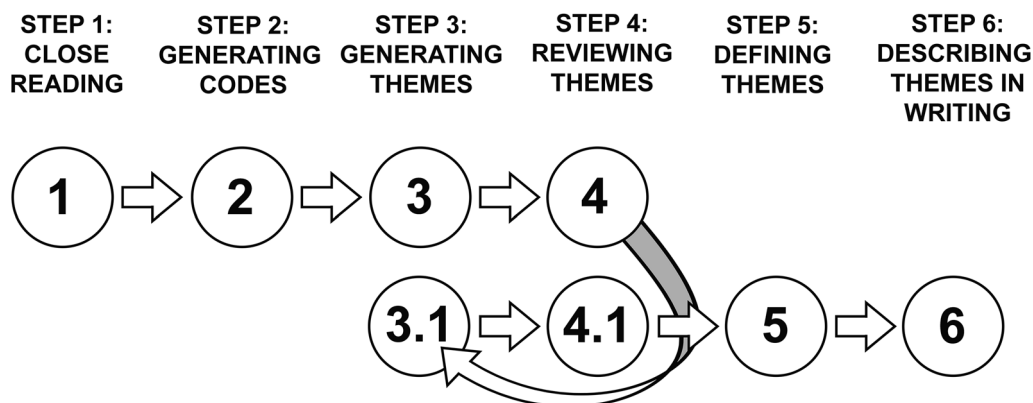 STEP 1:
CLOSE
READING
STEP 2:
GENERATING
CODES
STEP 3:
GENERATING
THEMES
STEP 4:
REVIEWING
THEMES
STEP 5:
DEFINING
THEMES
STEP 6:
DESCRIBING
THEMES IN
WRITING
1
2
3
4
3.1
4.1
5
6